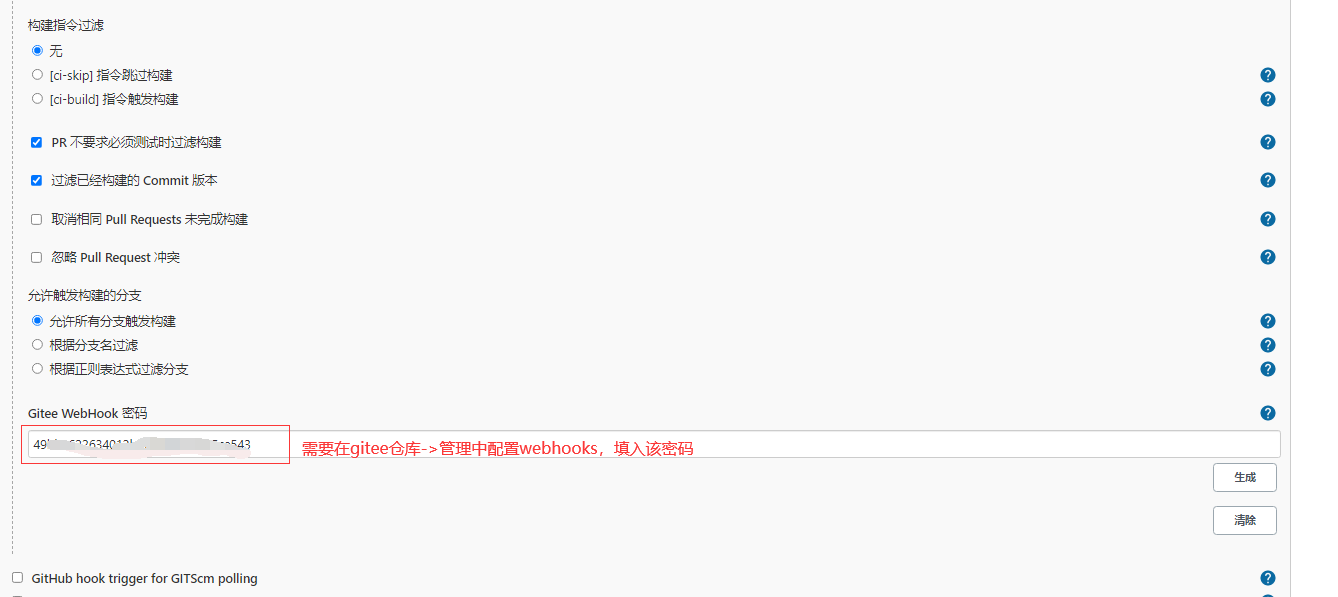 构建指令过滤
无
[ci-skip] 指令跳过构建
[ci-build] 指令触发构建
PR 不要求必须测试时过滤构建
过滤已经构建的 Commit 版本
取消相同 Pull Requests 未完成构建
忽略 Pull Request 冲突
允许触发构建的分支
允许所有分支触发构建
根据分支名过滤
根据正则表达式过滤分支
Gitee WebHook 密码
需要在gitee仓库->管理中配置webhooks，填入该密码
生成
清除
GitHub hook trigger for GITScm polling